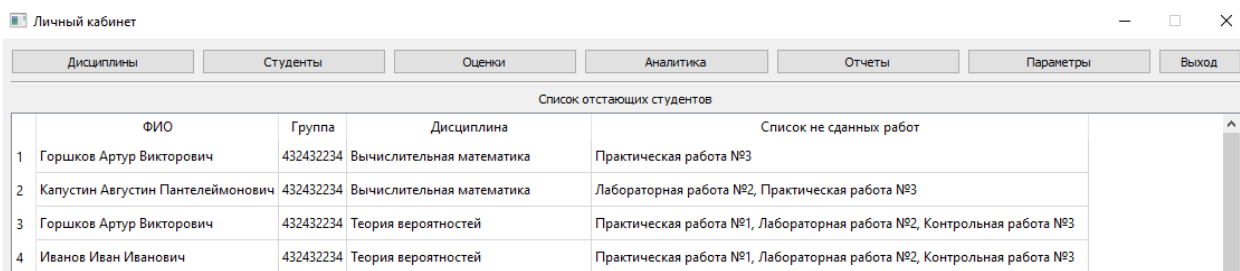 Личный кабинет
Дисциплины Студенты Оценки Аналитика Отчеты Параметры Выход
Список отстающих студентов
ФИО Группа Дисциплина Список не сданных работ
1 Горшков Артур Викторович 432432234 Вычислительная математика Практическая работа №3
2 Капустин Августин Пантелеймонович 432432234 Вычислительная математика Лабораторная работа №2, Практическая работа №3
3 Горшков Артур Викторович 432432234 Теория вероятностей Практическая работа №1, Лабораторная работа №2, Контрольная работа №3
4 Иванов Иван Иванович 432432234 Теория вероятностей Практическая работа №1, Лабораторная работа №2, Контрольная работа №3